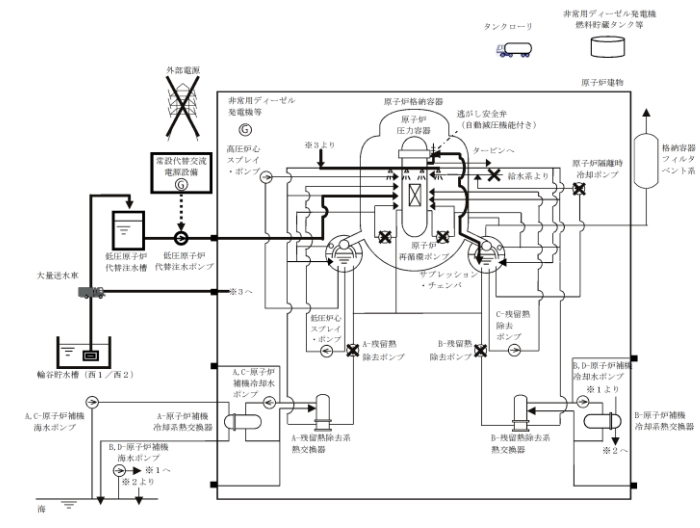 タンクローリ
非常用ディーゼル発電機
燃料貯蔵タンク等
外部電源
原子炉建物
非常用ディーゼル
発電機等
G
原子炉格納容器
原子炉
圧力容器
逃がし安全弁
(自動減圧機能付き)
高圧炉心
スプレイ
・ポンプ
※3より
タービンへ
給水系より
原子炉隔離時
冷却ポンプ
格納容器
フィルタ
ベント系
常設代替交流
電源設備
G
低圧原子炉
代替注水槽
低圧原子炉
代替注水ポンプ
原子炉
再循環ポンプ
サプレッション
・チェンバ
大量送水車
※3へ
低圧炉心
スプレイ
・ポンプ
A-残留熱
除去ポンプ
B-残留熱
除去ポンプ
C-残留熱
除去
ポンプ
輪谷貯水槽(西1/西2)
A,C-原子炉
補機冷却水
ポンプ
B,D-原子炉補機
冷却水ポンプ
※1より
A,C-原子炉補機
海水ポンプ
A-原子炉補機
冷却系熱交換器
B-原子炉補機
冷却系熱交換器
A-残留熱除去系
熱交換器
B-残留熱除去系
熱交換器
B,D-原子炉補機
海水ポンプ
※1へ
※2より
※2へ
海